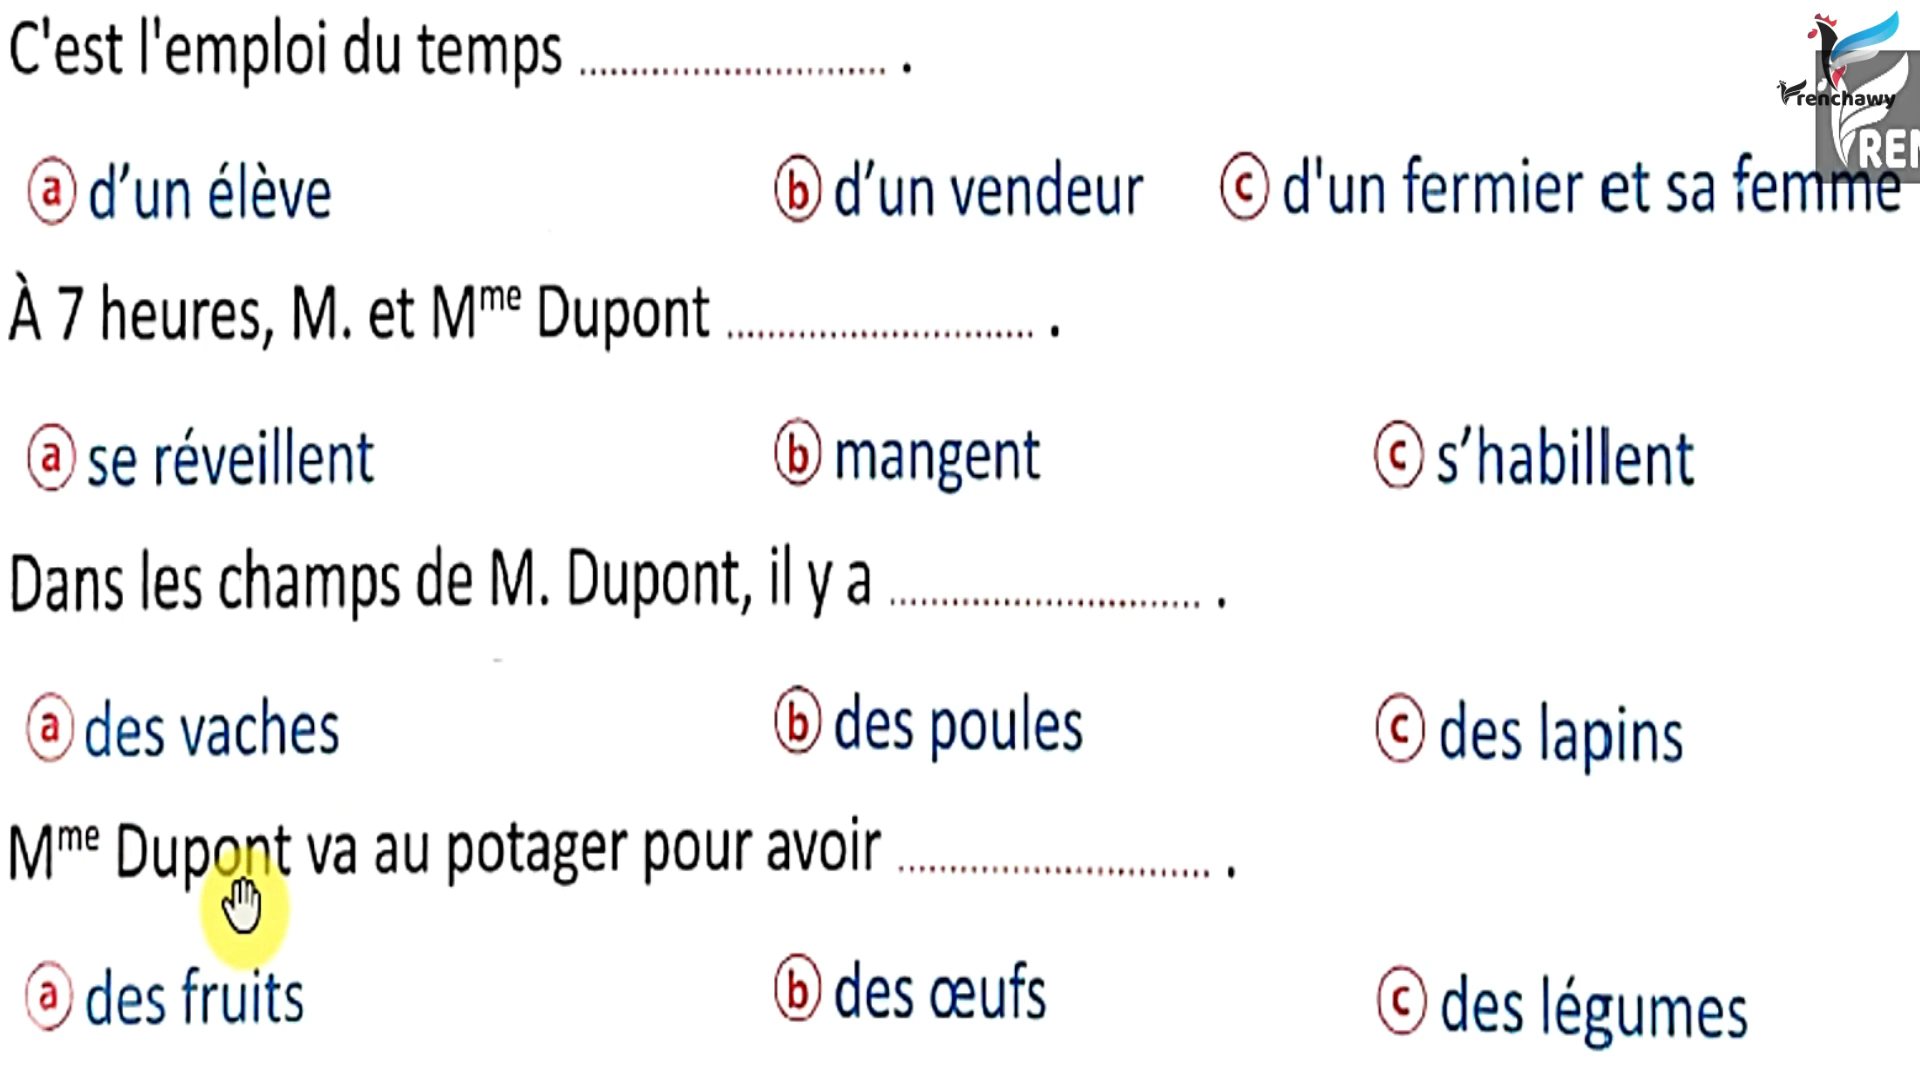 C'est l'emploi du temps .............................. .
renchawy
REN
ⓐ d’un élève ⓑ d’un vendeur ⓒ d'un fermier et sa femme
À 7 heures, M. et Mme Dupont .............................. .
ⓐ se réveillent ⓑ mangent ⓒ s’habillent
Dans les champs de M. Dupont, il y a .............................. .
ⓐ des vaches ⓑ des poules ⓒ des lapins
Mme Dupont va au potager pour avoir .............................. .
ⓐ des fruits ⓑ des œufs ⓒ des légumes